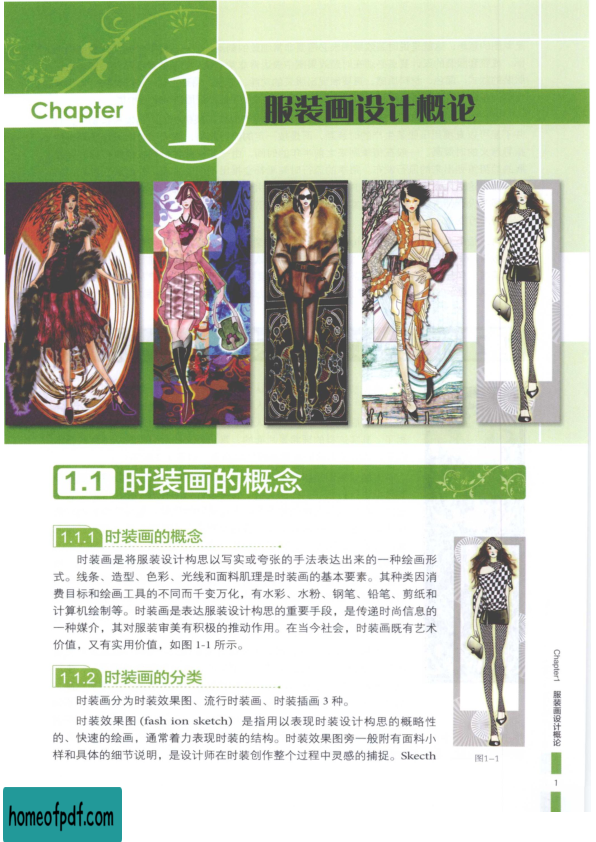 Chapter 1 服装画设计概论
1.1 时装画的概念
1.1.1 时装画的概念
时装画是将服装设计构思以写实或夸张的手法表达出来的一种绘画形
式。线条、造型、色彩、光线和面料肌理是时装画的基本要素。其种类因消
费目标和绘画工具的不同而千变万化，有水彩、水粉、钢笔、铅笔、剪纸和
计算机绘制等。时装画是表达服装设计构思的重要手段，是传递时尚信息的
一种媒介，其对服装审美有积极的推动作用。在当今社会，时装画既有艺术
价值，又有实用价值，如图 1-1 所示。
1.1.2 时装画的分类
时装画分为时装效果图、流行时装画、时装插画 3 种。
时装效果图 (fash ion sketch) 是指用以表现时装设计构思的概略性
的、快速的绘画，通常着力表现时装的结构。时装效果图旁一般附有面料小
样和具体的细节说明，是设计师在时装创作整个过程中灵感的捕捉。Skecth
图1-1
Chapter1 服装画设计概论
1
homeofpdf.com